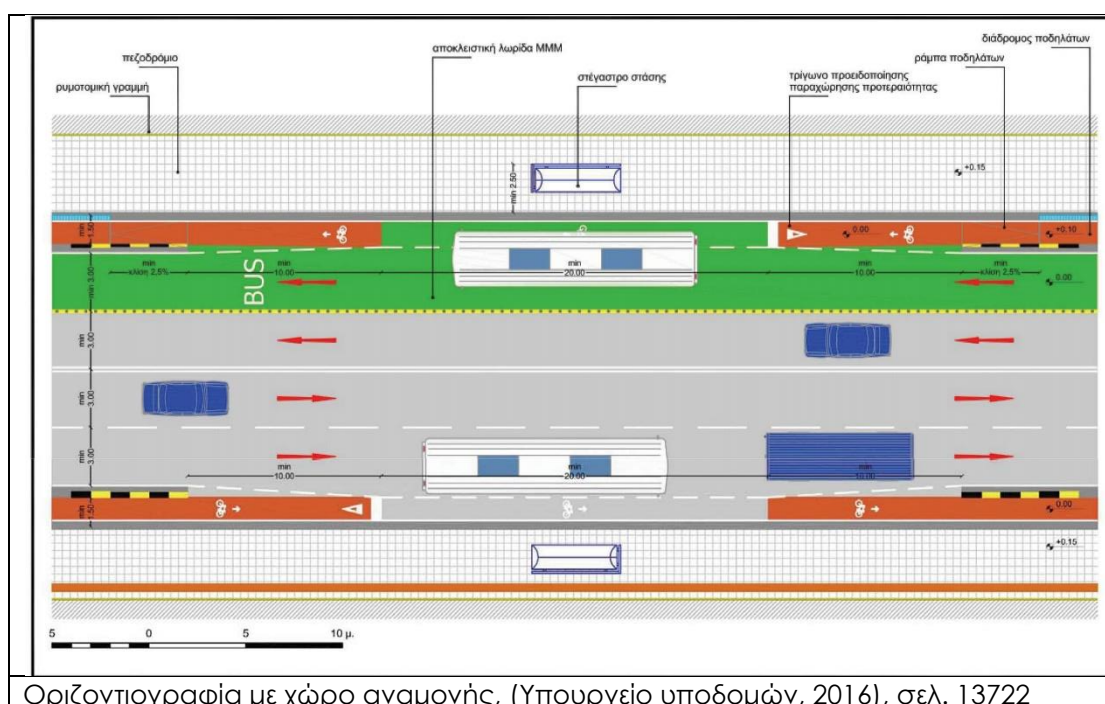 διάδρομος ποδηλάτων
αποκλειστική λωρίδα ΜΜΜ
πεζοδρόμιο
ράμπα ποδηλάτων
στέγαστρο στάσης
τρίγωνο προειδοποίησης
παραχώρησης προτεραιότητας
ρυμοτομική γραμμή
min 2.50
+0.15
min
1.50
0.00
+0.10
min 3.00
min
κλίση 2,5%
min
10.00
min
20.00
min
10.00
min
κλίση 2,5%
0.00
BUS
min
3.00
min
3.00
min
3.00
min
10.00
min
20.00
min
10.00
min
1.50
0.00
+0.15
5 0 5 10 μ.
Οριζοντιογραφία με χώρο αναμονής, (Υπουργείο υποδομών, 2016), σελ. 13722